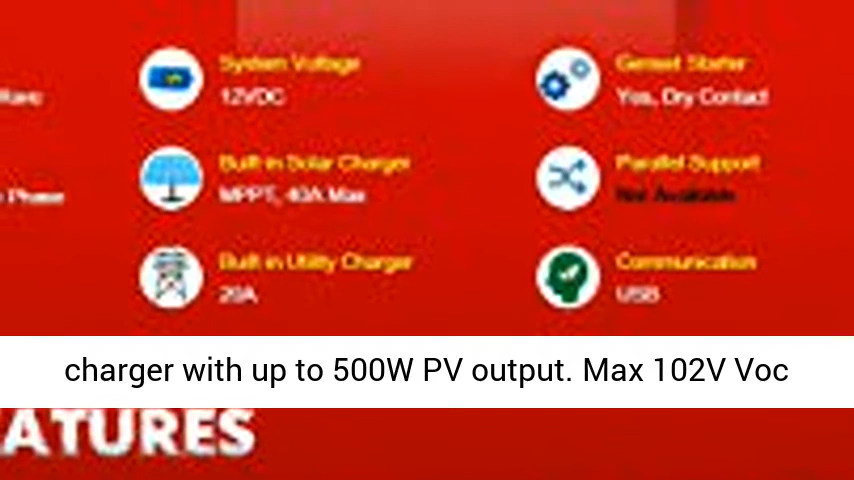 System Voltage
12VDC
Genset Starter
Yes, Dry Contact
Built in Solar Charger
MPPT, 40A Max
Parallel Support
Not Available
Phase
Built in Utility Charger
20A
Communication
USB
charger with up to 500W PV output. Max 102V Voc
ATURES